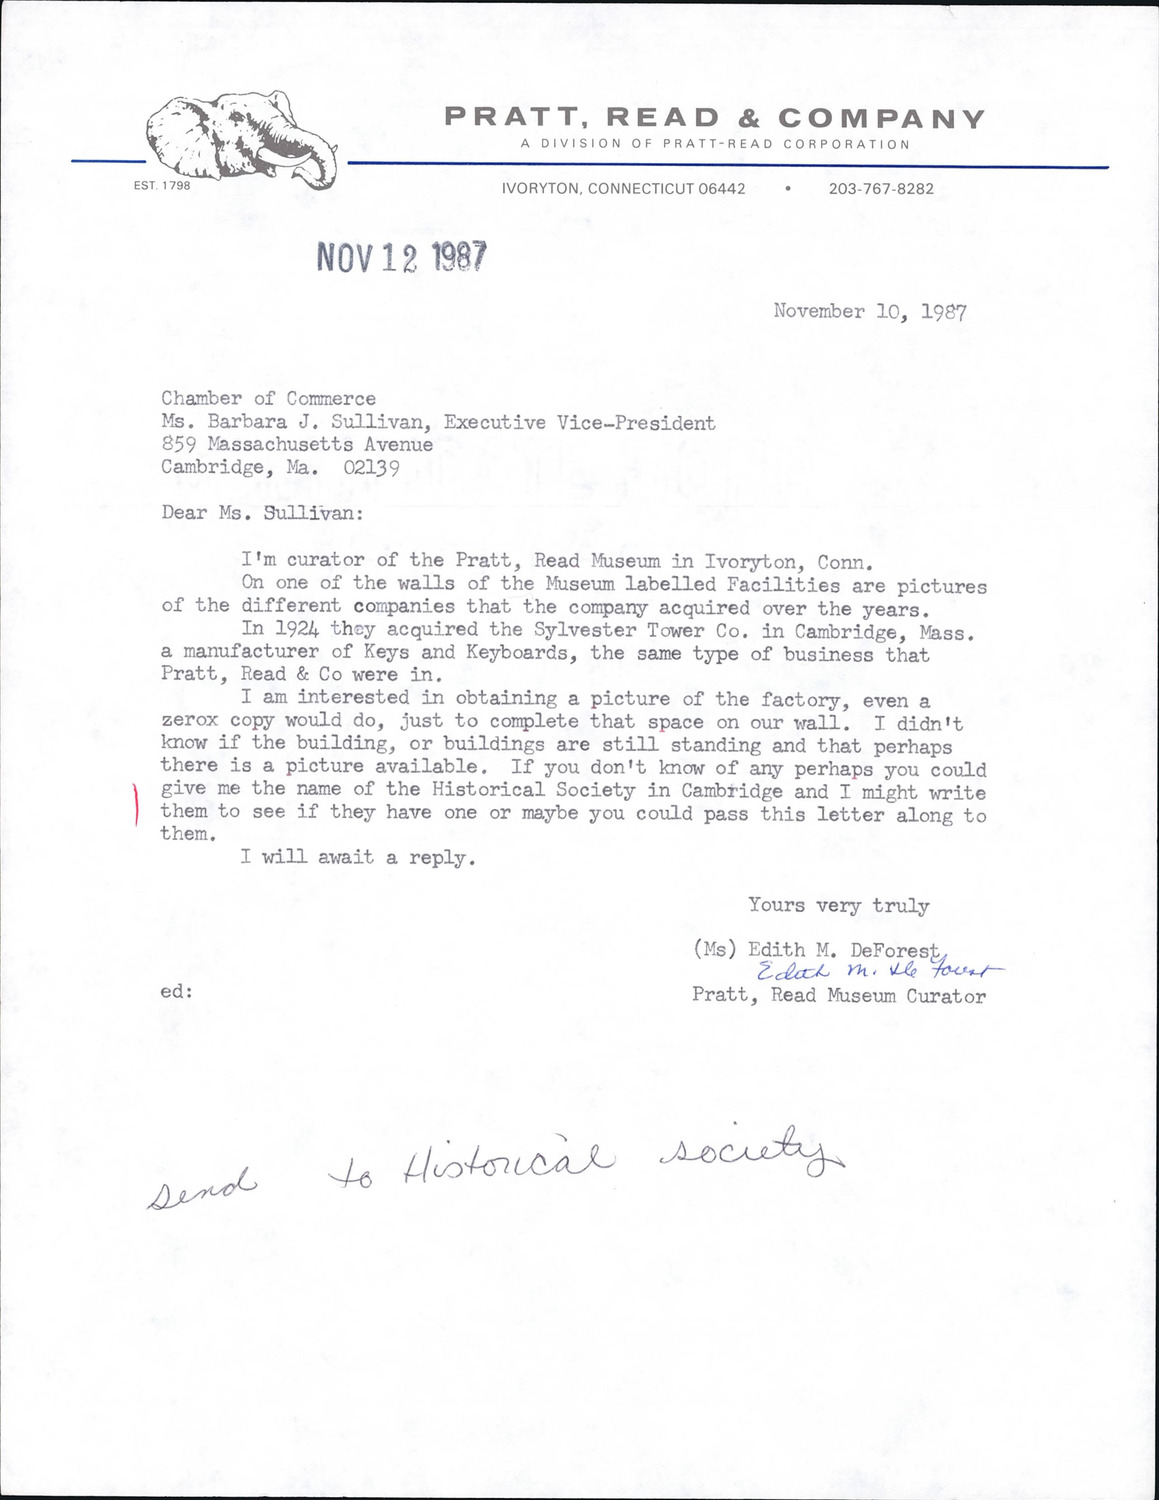 PRATT, READ & COMPANY
A DIVISION OF PRATT-READ CORPORATION
EST. 1798
IVORYTON, CONNECTICUT 06442 • 203-767-8282
NOV 12 1987
November 10, 1987
Chamber of Commerce
Ms. Barbara J. Sullivan, Executive Vice-President
859 Massachusetts Avenue
Cambridge, Ma. 02139
Dear Ms. Sullivan:
I'm curator of the Pratt, Read Museum in Ivoryton, Conn.
On one of the walls of the Museum labelled Facilities are pictures
of the different companies that the company acquired over the years.
In 1924 they acquired the Sylvester Tower Co. in Cambridge, Mass.
a manufacturer of Keys and Keyboards, the same type of business that
Pratt, Read & Co were in.
I am interested in obtaining a picture of the factory, even a
zerox copy would do, just to complete that space on our wall. I didn't
know if the building, or buildings are still standing and that perhaps
there is a picture available. If you don't know of any perhaps you could
give me the name of the Historical Society in Cambridge and I might write
them to see if they have one or maybe you could pass this letter along to
them.
I will await a reply.
Yours very truly
(Ms) Edith M. DeForest
Edith M. De Forest
ed:
Pratt, Read Museum Curator
send to Historical society